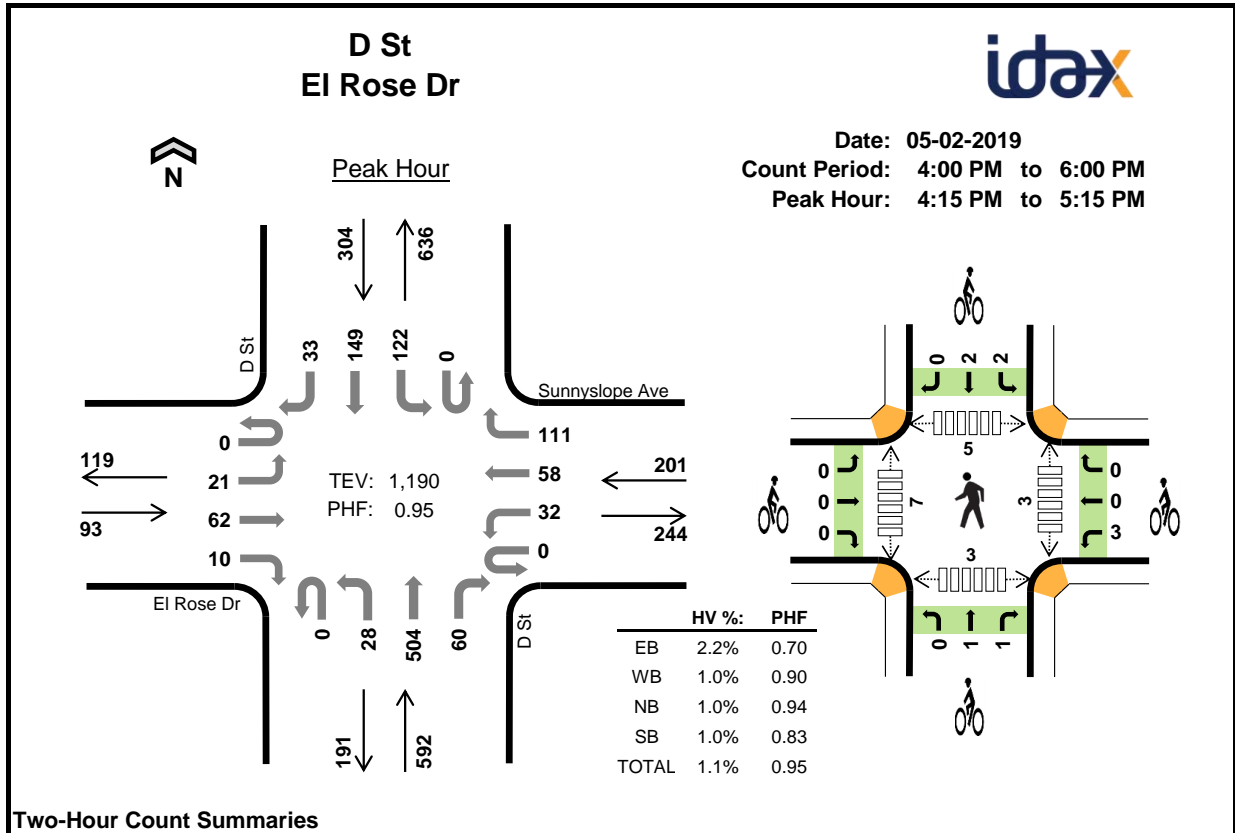 D St
El Rose Dr
idax
N
Peak Hour
Date: 05-02-2019
Count Period: 4:00 PM to 6:00 PM
Peak Hour: 4:15 PM to 5:15 PM
304
636
D St
33
149
122
0
Sunnyslope Ave
0
21
62
10
119
93
TEV: 1,190
PHF: 0.95
111
58
32
0
201
244
El Rose Dr
0
28
504
60
D St
191
592
HV %: PHF
EB 2.2% 0.70
WB 1.0% 0.90
NB 1.0% 0.94
SB 1.0% 0.83
TOTAL 1.1% 0.95
0
2
2
5
0
0
0
7
3
0
0
3
3
0
1
1
Two-Hour Count Summaries